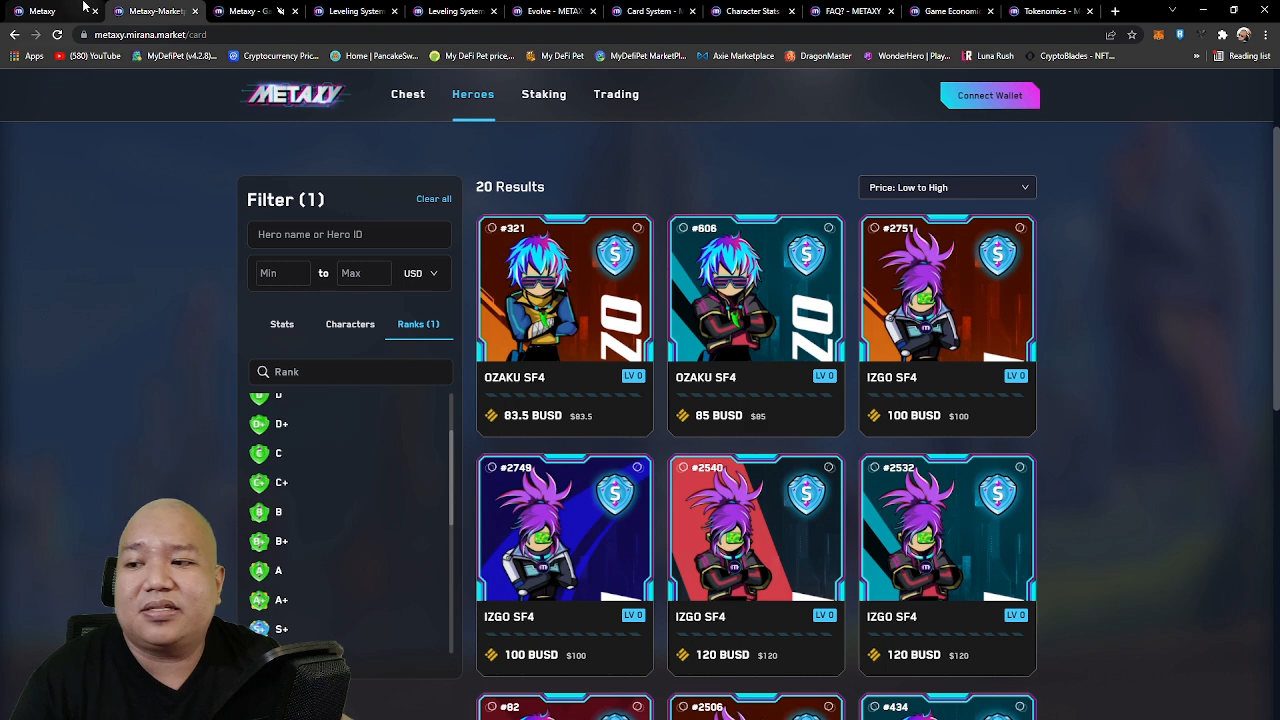 Metaxy
Metaxy-Marketp
Metaxy - Ga
Leveling System
Leveling System
Evolve - METAX
Card System - M
Character Stats
FAQ? - METAXY
Game Economic
Tokenomics - M
metaxy.mirana.market/card
Apps
(580) YouTube
MyDefiPet (v4.2.8)...
Cryptocurrency Pric...
Home | PancakeSw...
My DeFi Pet price,...
My Defi Pet
MyDefiPet MarketPl...
Axie Marketplace
DragonMaster
WonderHero | Play...
Luna Rush
CryptoBlades - NFT...
»
Reading list
METAXY
Chest
Heroes
Staking
Trading
Connect Wallet
Filter (1)
Clear all
Hero name or Hero ID
Min to Max USD
Stats
Characters
Ranks (1)
Rank
D
D+ D+
C C
C+ C+
B B
B+ B+
A A
A+ A+
S+ S+
20 Results
Price: Low to High
#321
$
OZ
OZAKU SF4
LV 0
83.5 BUSD $83.5
#606
$
OZ
OZAKU SF4
LV 0
85 BUSD $85
#2751
$
IZGO SF4
LV 0
100 BUSD $100
#2749
$
IZGO SF4
LV 0
100 BUSD $100
#2540
$
IZGO SF4
LV 0
120 BUSD $120
#2532
$
IZGO SF4
LV 0
120 BUSD $120
#82
#2506
#434